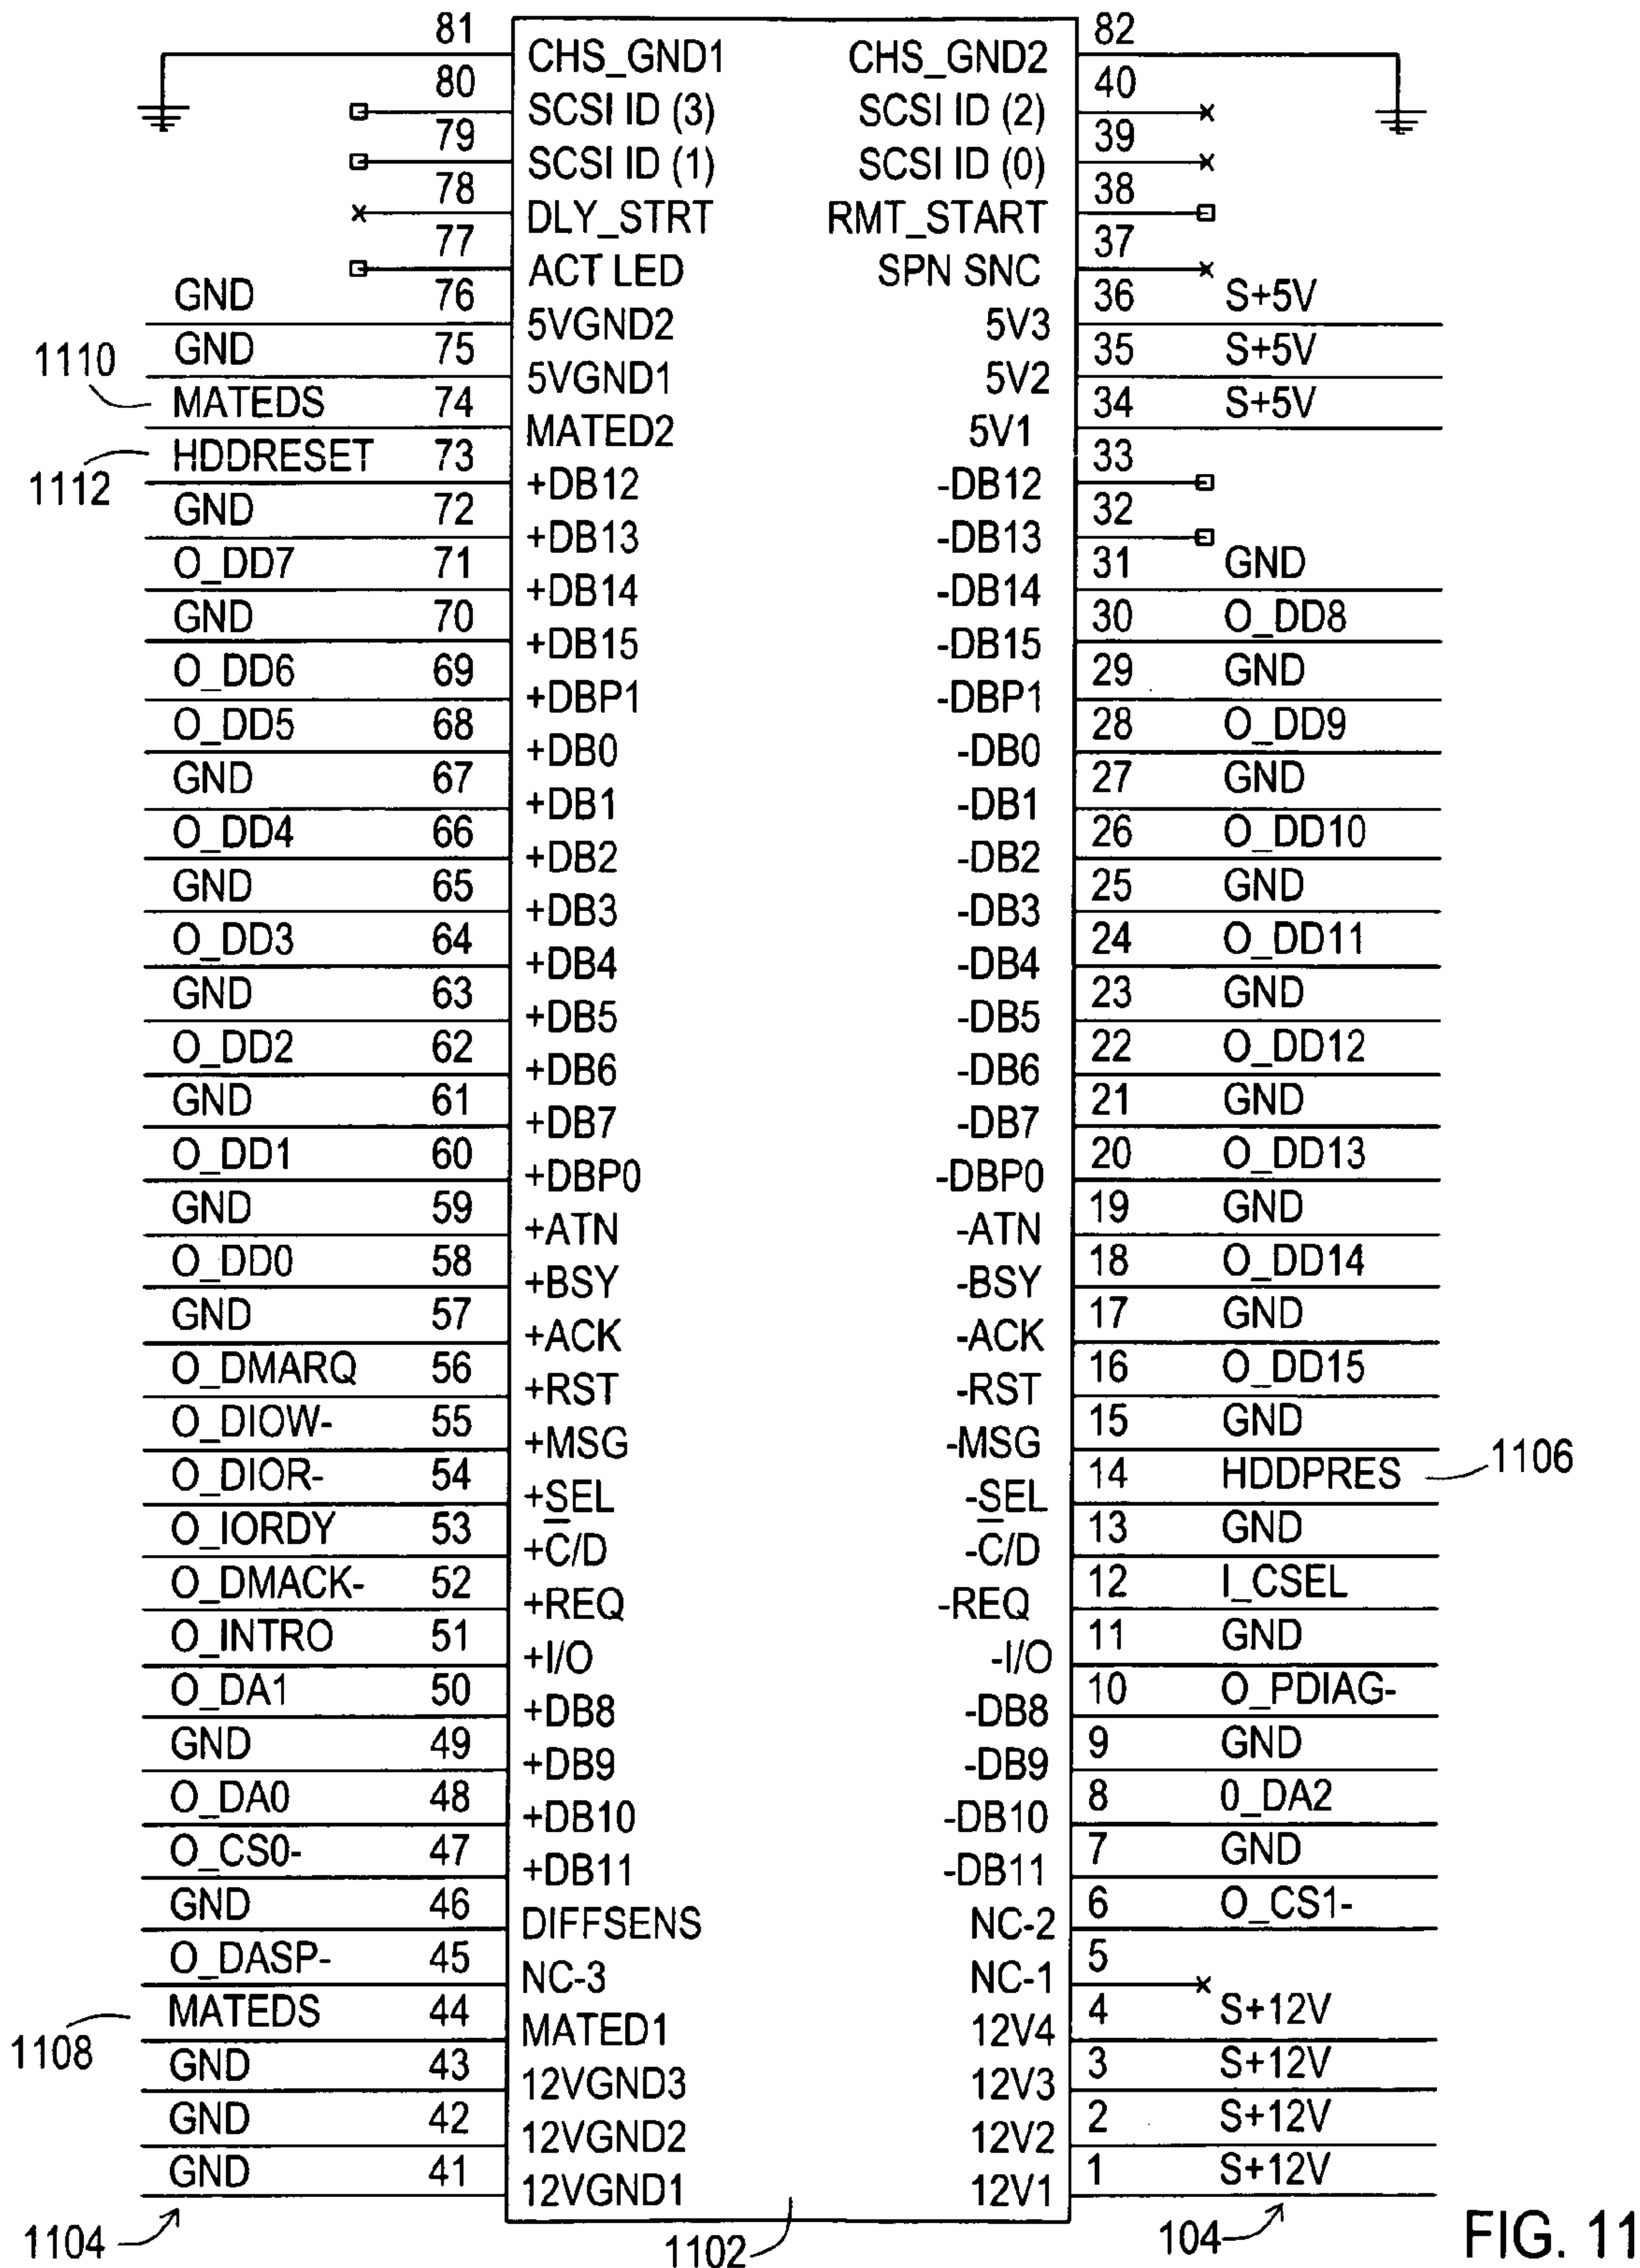 81 CHS_GND1 CHS_GND2 82
80 SCSI ID (3) SCSI ID (2) 40
79 SCSI ID (1) SCSI ID (0) 39
78 DLY_STRT RMT_START 38
77 ACT LED SPN SNC 37
GND 76 5VGND2 5V3 36 S+5V
1110 GND 75 5VGND1 5V2 35 S+5V
MATEDS 74 MATED2 5V1 34 S+5V
1112 HDDRESET 73 +DB12 -DB12 33
GND 72 +DB13 -DB13 32
O_DD7 71 +DB14 -DB14 31 GND
GND 70 +DB15 -DB15 30 O_DD8
O_DD6 69 +DBP1 -DBP1 29 GND
O_DD5 68 +DB0 -DB0 28 O_DD9
GND 67 +DB1 -DB1 27 GND
O_DD4 66 +DB2 -DB2 26 O_DD10
GND 65 +DB3 -DB3 25 GND
O_DD3 64 +DB4 -DB4 24 O_DD11
GND 63 +DB5 -DB5 23 GND
O_DD2 62 +DB6 -DB6 22 O_DD12
GND 61 +DB7 -DB7 21 GND
O_DD1 60 +DBP0 -DBP0 20 O_DD13
GND 59 +ATN -ATN 19 GND
O_DD0 58 +BSY -BSY 18 O_DD14
GND 57 +ACK -ACK 17 GND
O_DMARQ 56 +RST -RST 16 O_DD15
O_DIOW- 55 +MSG -MSG 15 GND
O_DIOR- 54 +SEL -SEL 14 HDDPRES 1106
O_IORDY 53 +C/D -C/D 13 GND
O_DMACK- 52 +REQ -REQ 12 I_CSEL
O_INTRO 51 +I/O -I/O 11 GND
O_DA1 50 +DB8 -DB8 10 O_PDIAG-
GND 49 +DB9 -DB9 9 GND
O_DA0 48 +DB10 -DB10 8 0_DA2
O_CS0- 47 +DB11 -DB11 7 GND
GND 46 DIFFSENS NC-2 6 O_CS1-
O_DASP- 45 NC-3 NC-1 5
1108 MATEDS 44 MATED1 12V4 4 S+12V
GND 43 12VGND3 12V3 3 S+12V
GND 42 12VGND2 12V2 2 S+12V
GND 41 12VGND1 12V1 1 S+12V
1104 1102 104
FIG. 11